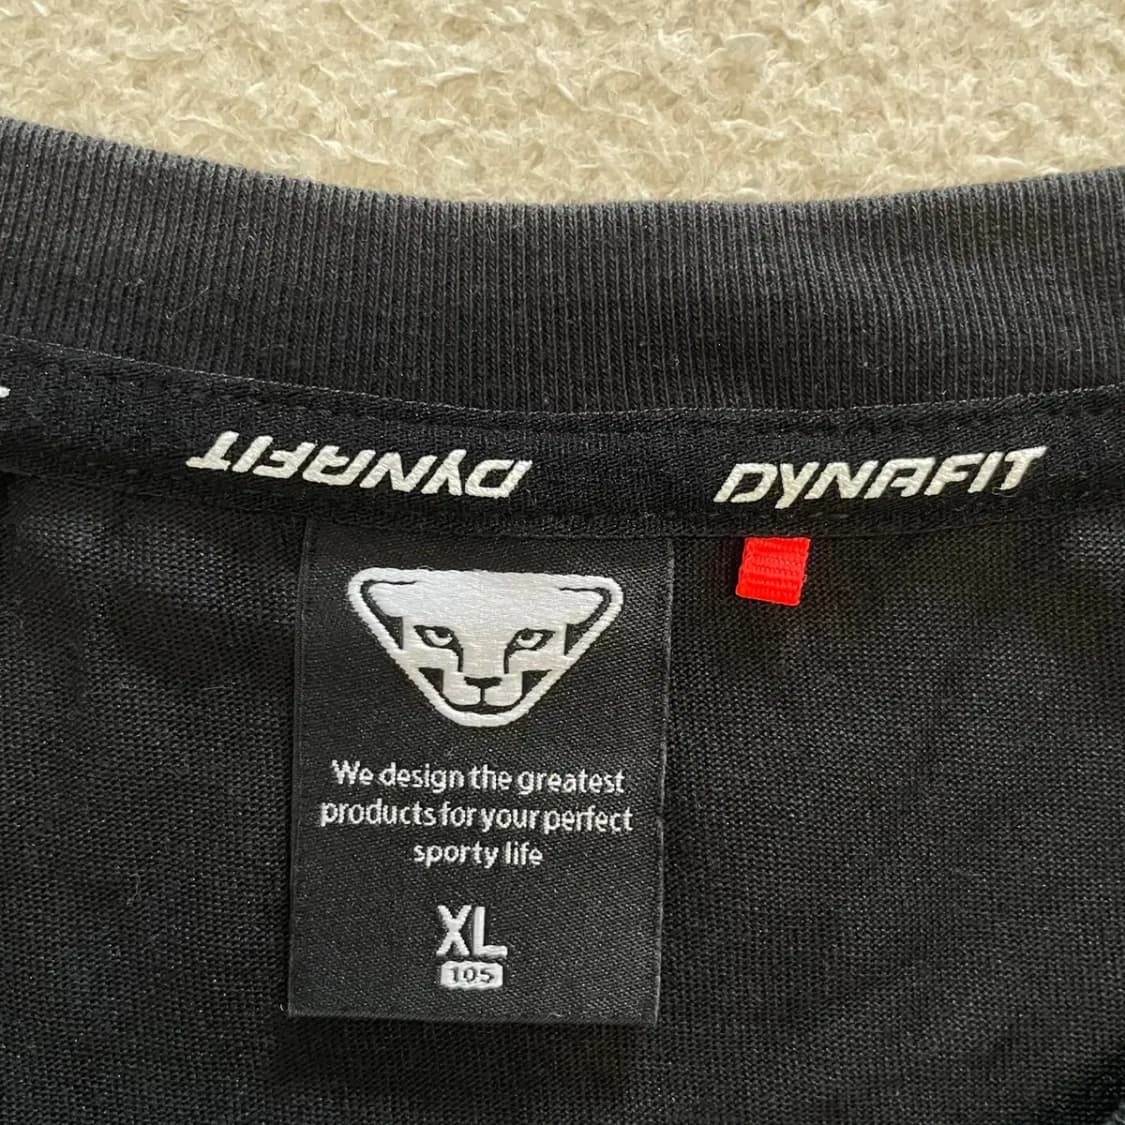 DYNAFIT
DYNAFIT
We design the greatest
products for your perfect
sporty life
XL
105